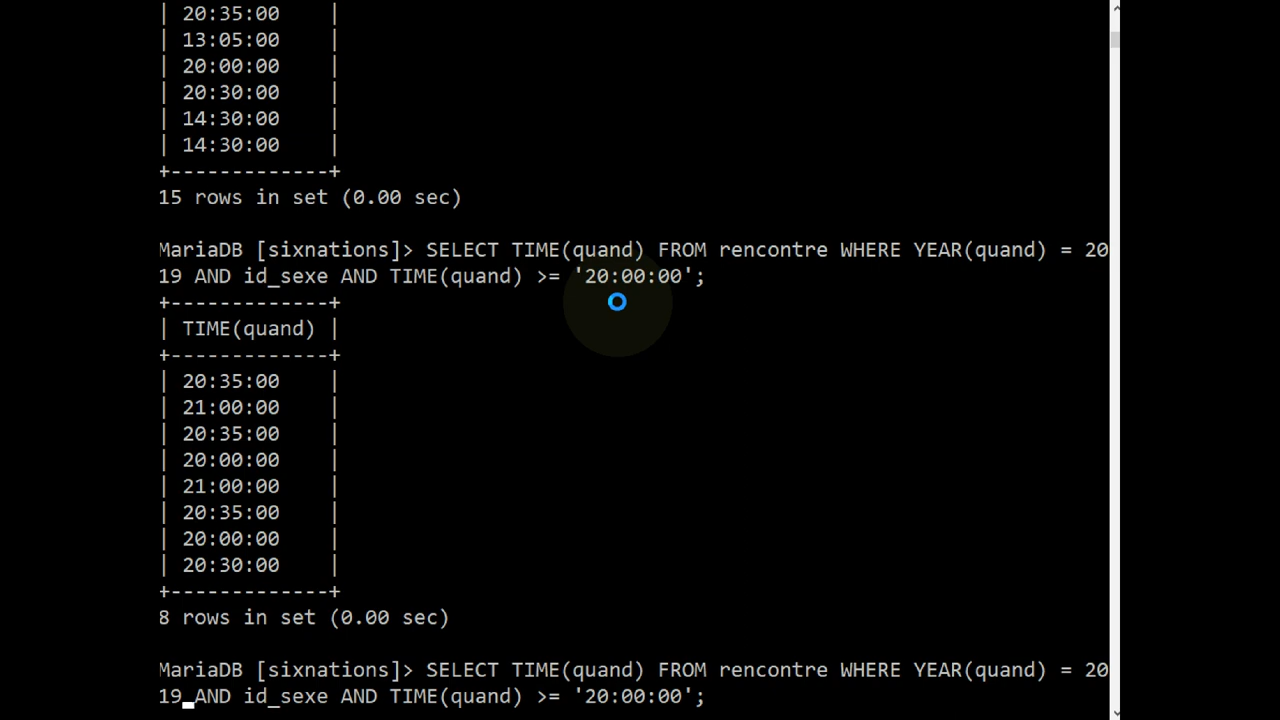 | 20:35:00    |
| 13:05:00    |
| 20:00:00    |
| 20:30:00    |
| 14:30:00    |
| 14:30:00    |
+-------------+
15 rows in set (0.00 sec)
MariaDB [sixnations]> SELECT TIME(quand) FROM rencontre WHERE YEAR(quand) = 20
19 AND id_sexe AND TIME(quand) >= '20:00:00';
+-------------+
| TIME(quand) |
+-------------+
| 20:35:00    |
| 21:00:00    |
| 20:35:00    |
| 20:00:00    |
| 21:00:00    |
| 20:35:00    |
| 20:00:00    |
| 20:30:00    |
+-------------+
8 rows in set (0.00 sec)
MariaDB [sixnations]> SELECT TIME(quand) FROM rencontre WHERE YEAR(quand) = 20
19 AND id_sexe AND TIME(quand) >= '20:00:00';